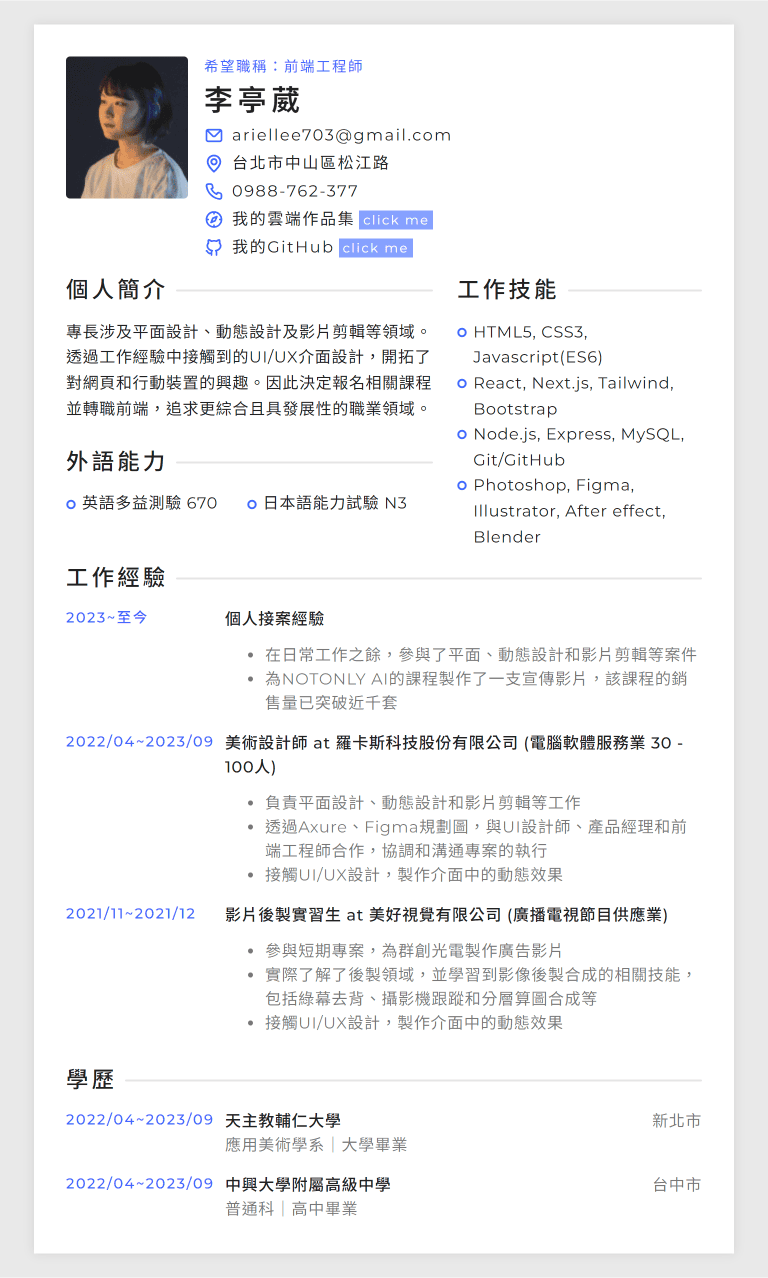 希望職稱：前端工程師
李亭葳
ariellee703@gmail.com
台北市中山區松江路
0988-762-377
我的雲端作品集 click me
我的GitHub click me
個人簡介
專長涉及平面設計、動態設計及影片剪輯等領域。
透過工作經驗中接觸到的UI/UX介面設計，開拓了
對網頁和行動裝置的興趣。因此決定報名相關課程
並轉職前端，追求更綜合且具發展性的職業領域。
外語能力
英語多益測驗 670
日本語能力試驗 N3
工作技能
HTML5, CSS3,
Javascript(ES6)
React, Next.js, Tailwind,
Bootstrap
Node.js, Express, MySQL,
Git/GitHub
Photoshop, Figma,
Illustrator, After effect,
Blender
工作經驗
2023~至今
個人接案經驗
在日常工作之餘，參與了平面、動態設計和影片剪輯等案件
為NOTONLY AI的課程製作了一支宣傳影片，該課程的銷
售量已突破近千套
2022/04~2023/09
美術設計師 at 羅卡斯科技股份有限公司 (電腦軟體服務業 30 -
100人)
負責平面設計、動態設計和影片剪輯等工作
透過Axure、Figma規劃圖，與UI設計師、產品經理和前
端工程師合作，協調和溝通專案的執行
接觸UI/UX設計，製作介面中的動態效果
2021/11~2021/12
影片後製實習生 at 美好視覺有限公司 (廣播電視節目供應業)
參與短期專案，為群創光電製作廣告影片
實際了解了後製領域，並學習到影像後製合成的相關技能，
包括綠幕去背、攝影機跟蹤和分層算圖合成等
接觸UI/UX設計，製作介面中的動態效果
學歷
2022/04~2023/09
天主教輔仁大學
新北市
應用美術學系｜大學畢業
2022/04~2023/09
中興大學附屬高級中學
台中市
普通科｜高中畢業